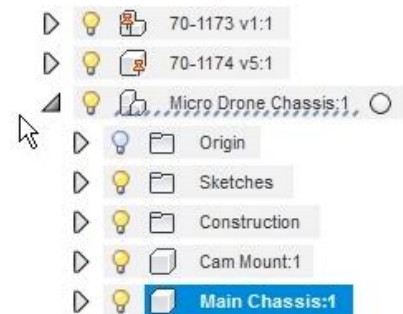 70-1173 v1:1
70-1174 v5:1
Micro Drone Chassis:1
Origin
Sketches
Construction
Cam Mount:1
Main Chassis:1